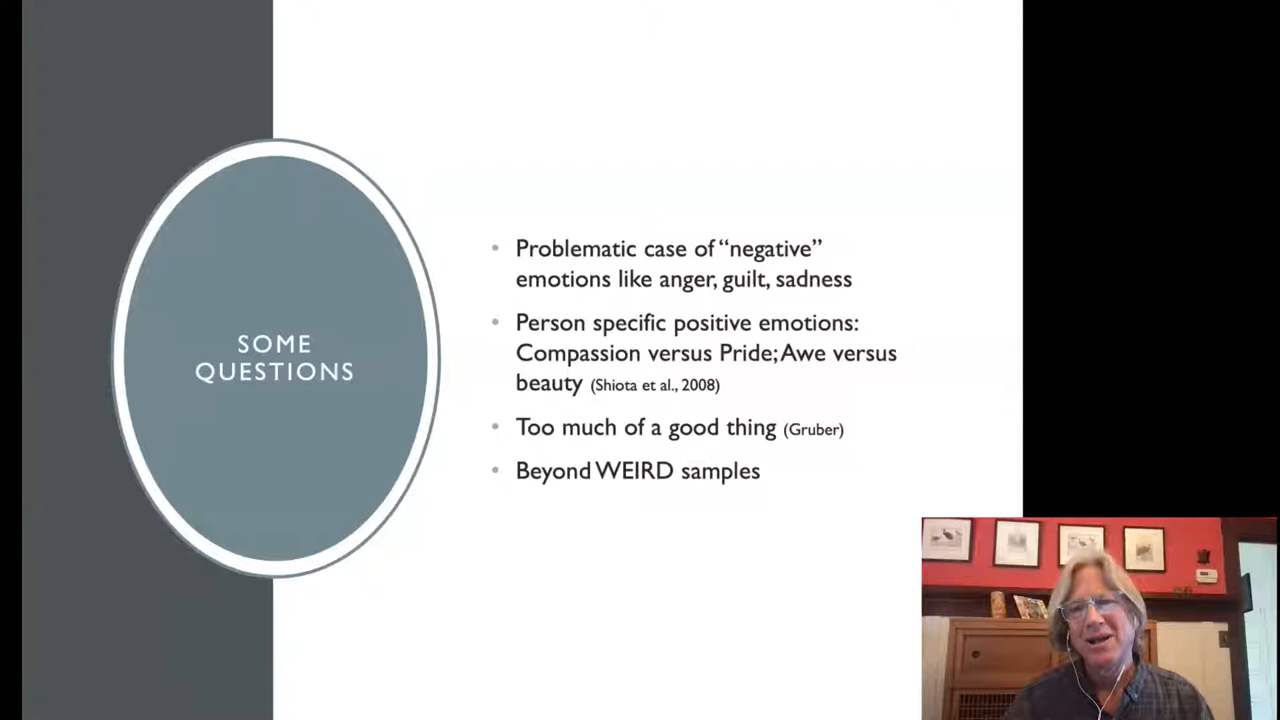 SOME
QUESTIONS
• Problematic case of “negative”
emotions like anger, guilt, sadness
• Person specific positive emotions:
Compassion versus Pride; Awe versus
beauty (Shiota et al., 2008)
• Too much of a good thing (Gruber)
• Beyond WEIRD samples